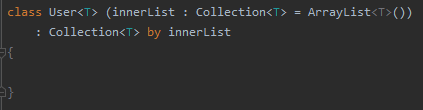 class User<T> (innerList : Collection<T> = ArrayList<T>())
    : Collection<T> by innerList
{
}